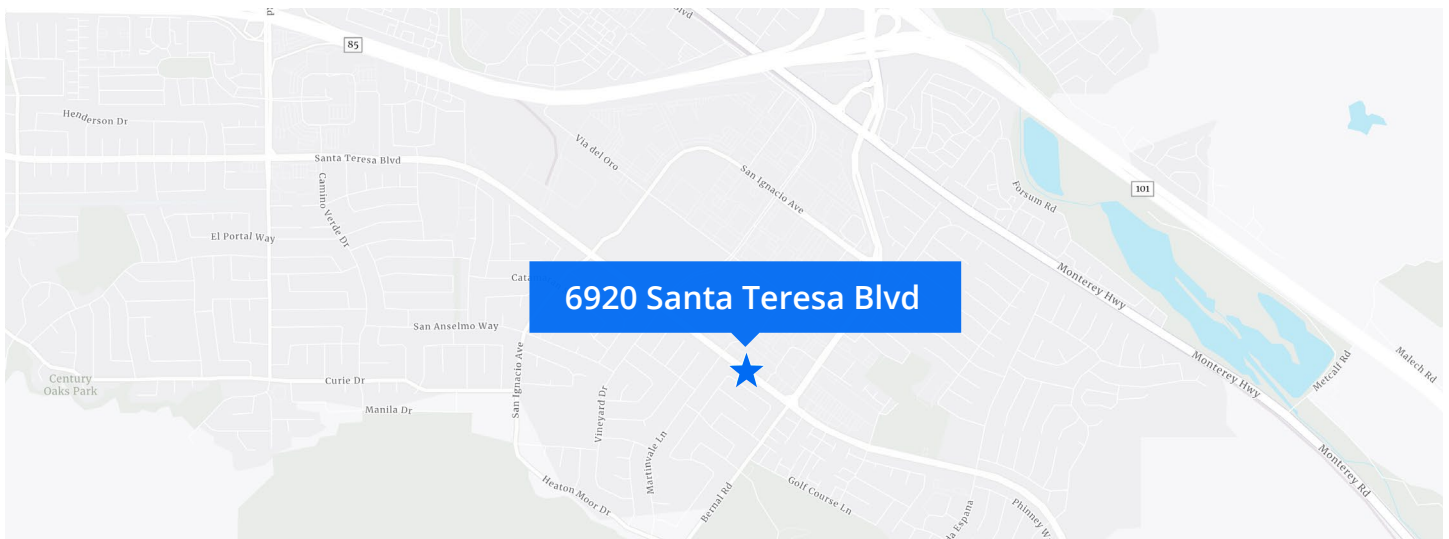 85
Henderson Dr
Santa Teresa Blvd
Camino Verde Dr
Via del Oro
San Ignacio Ave
Forsum Rd
101
El Portal Way
Monterey Hwy
6920 Santa Teresa Blvd
San Anselmo Way
Century
Oaks Park
Curie Dr
Manila Dr
San Ignacio Ave
Vineyard Dr
Martinvale Ln
Heaton Moor Dr
Bernal Rd
Golf Course Ln
Monterey Hwy
Metcalf Rd
Malech Rd
Monterey Rd
Espana
Phinney W